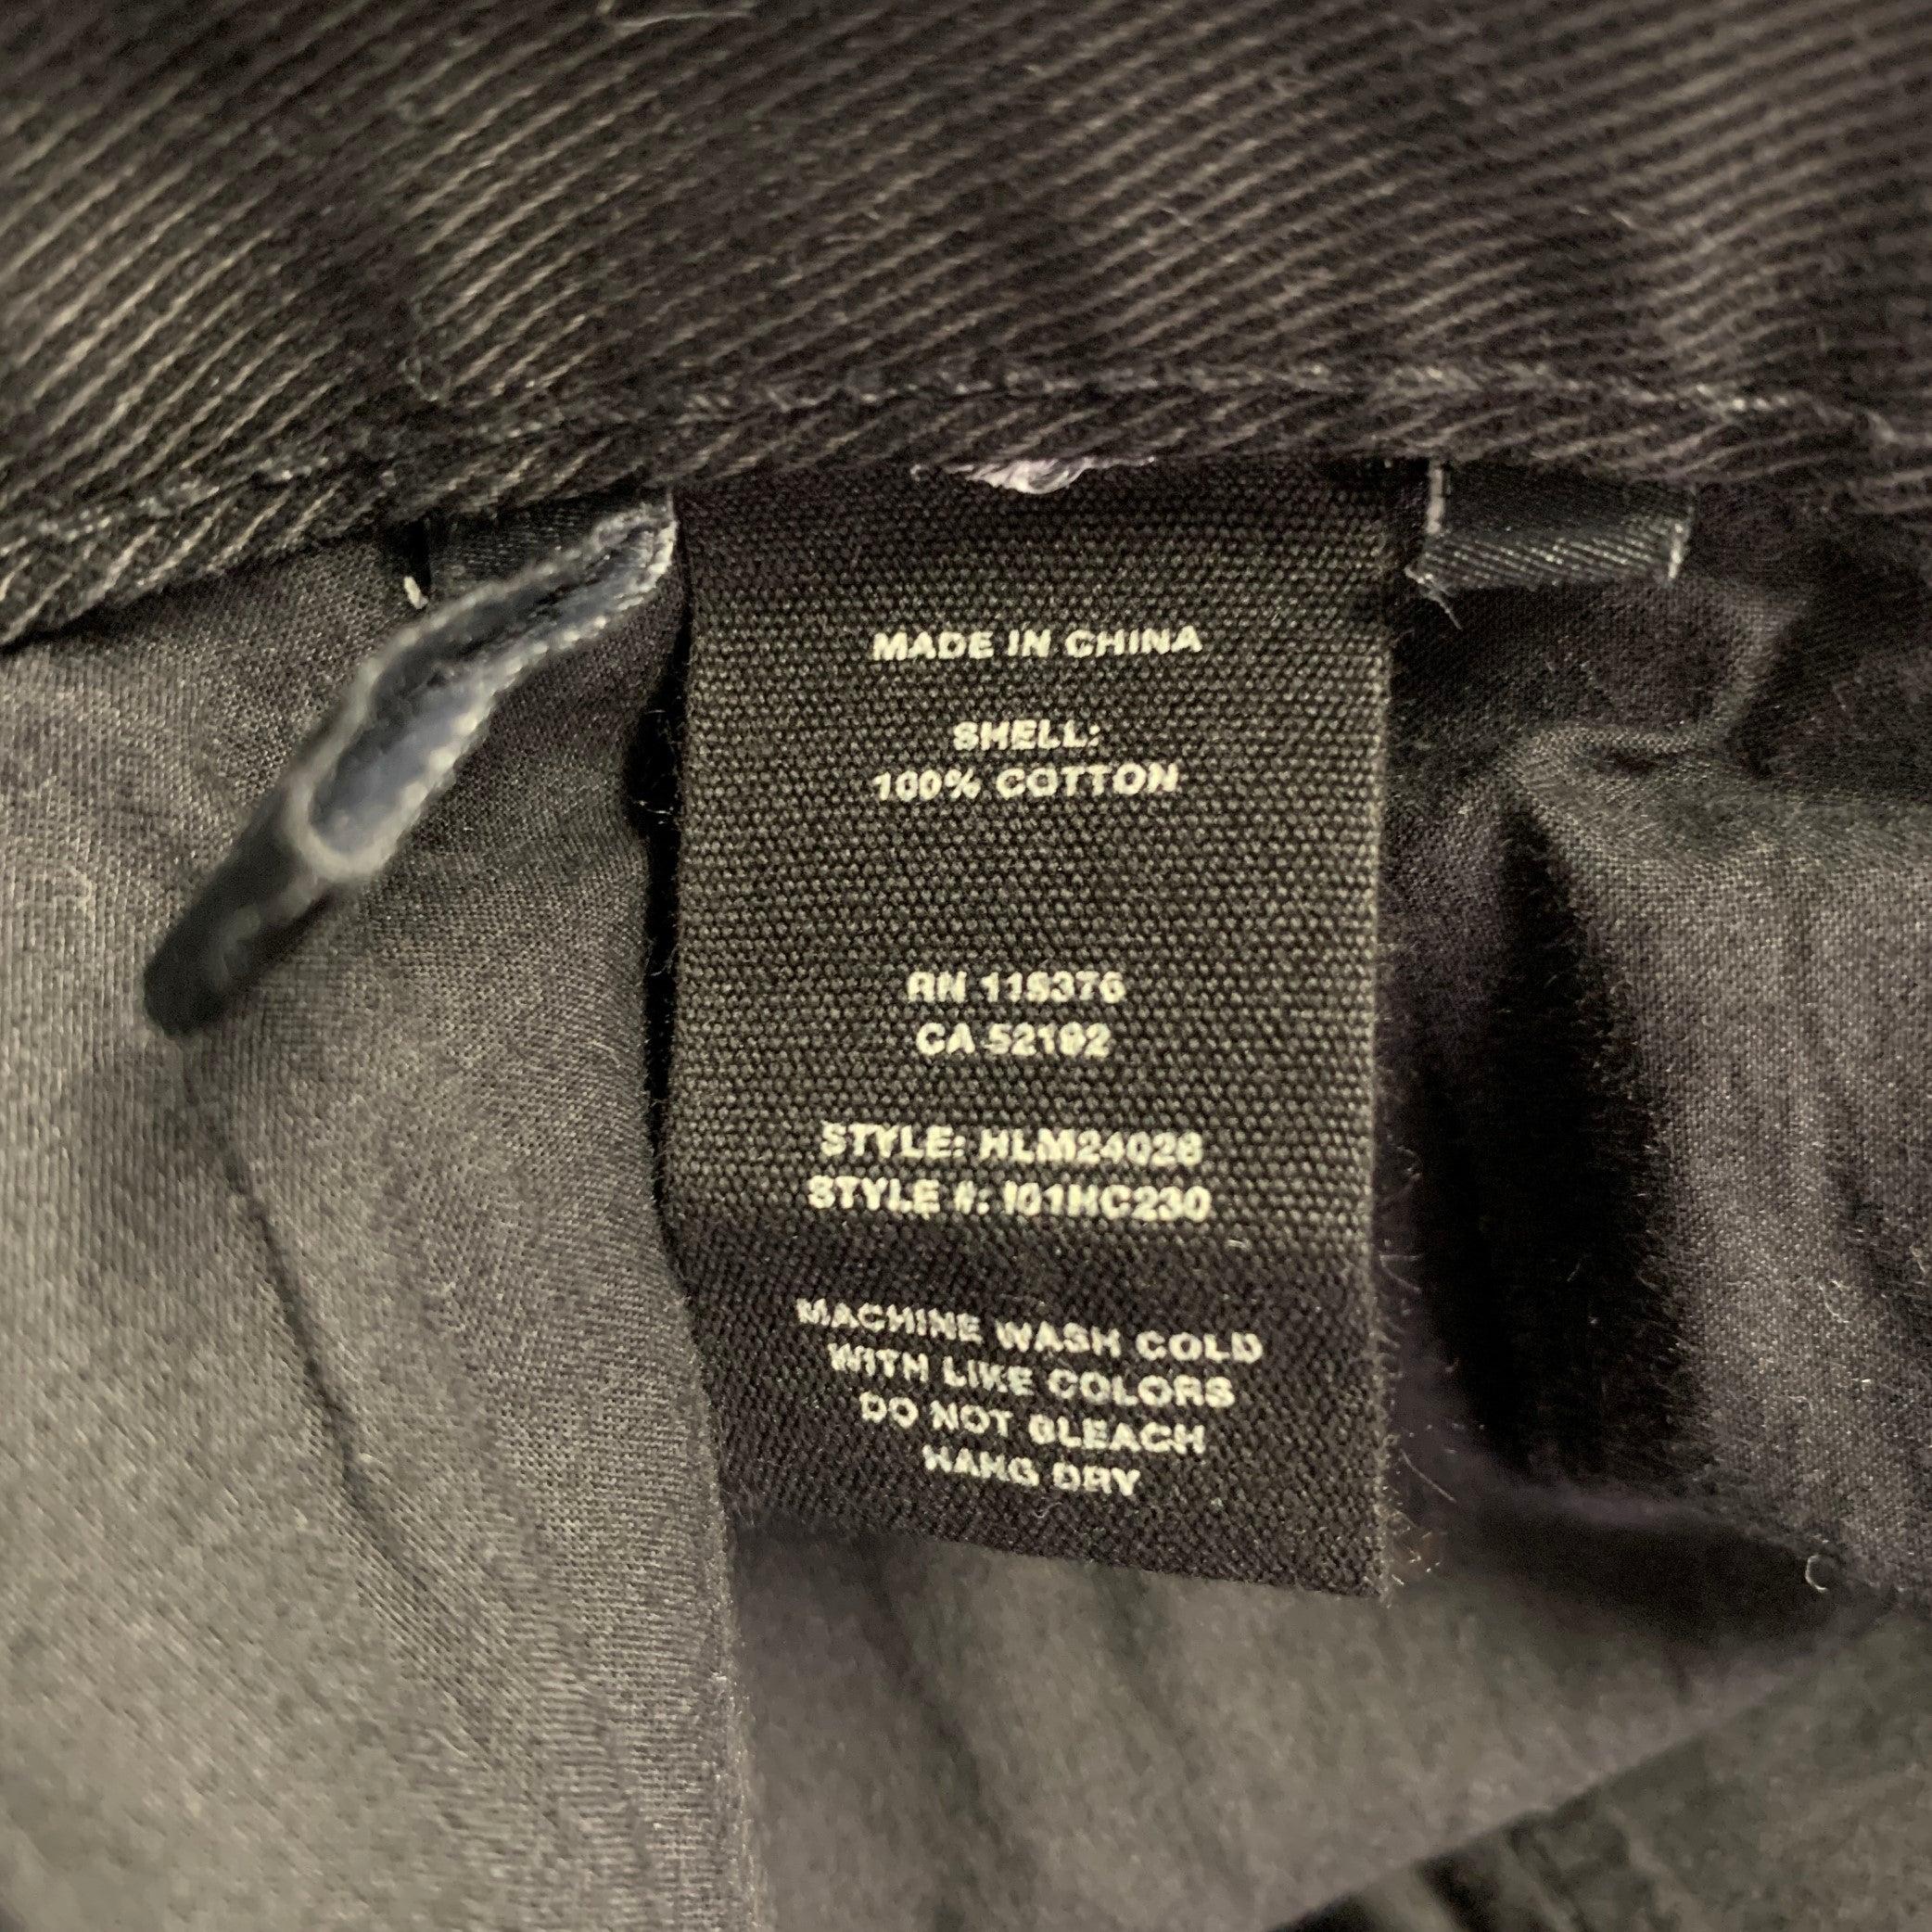 MADE IN CHINA
SHELL:
100% COTTON
RN 115376
CA 52192
STYLE: HLM24026
STYLE #: I01HC230
MACHINE WASH COLD
WITH LIKE COLORS
DO NOT BLEACH
HANG DRY